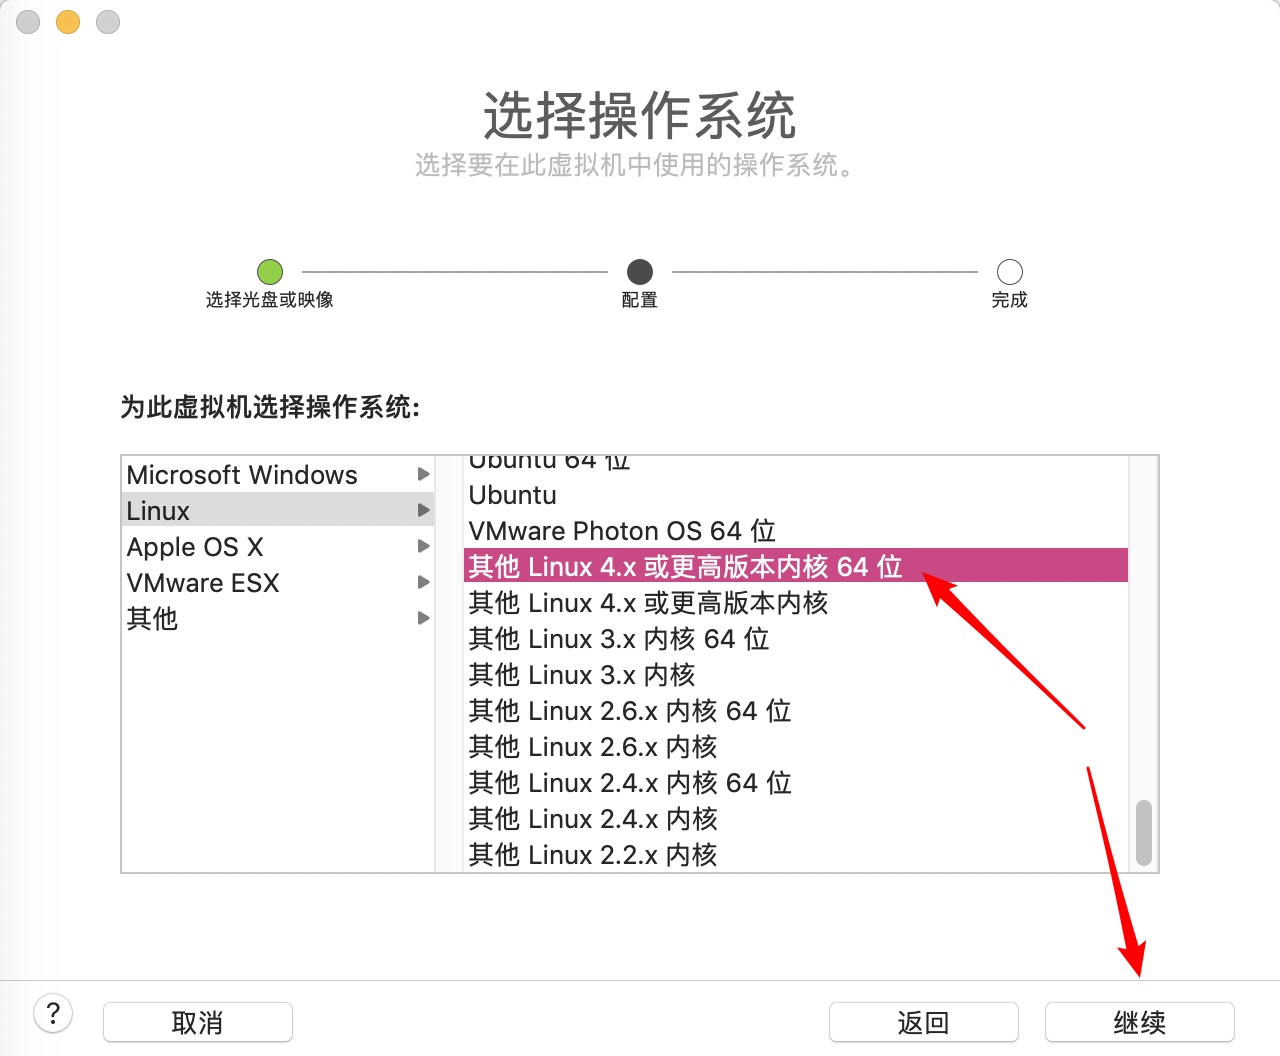 选择操作系统
选择要在此虚拟机中使用的操作系统。
选择光盘或映像
配置
完成
为此虚拟机选择操作系统:
Microsoft Windows
Linux
Apple OS X
VMware ESX
其他
Ubuntu 64 位
Ubuntu
VMware Photon OS 64 位
其他 Linux 4.x 或更高版本内核 64 位
其他 Linux 4.x 或更高版本内核
其他 Linux 3.x 内核 64 位
其他 Linux 3.x 内核
其他 Linux 2.6.x 内核 64 位
其他 Linux 2.6.x 内核
其他 Linux 2.4.x 内核 64 位
其他 Linux 2.4.x 内核
其他 Linux 2.2.x 内核
?
取消
返回
继续